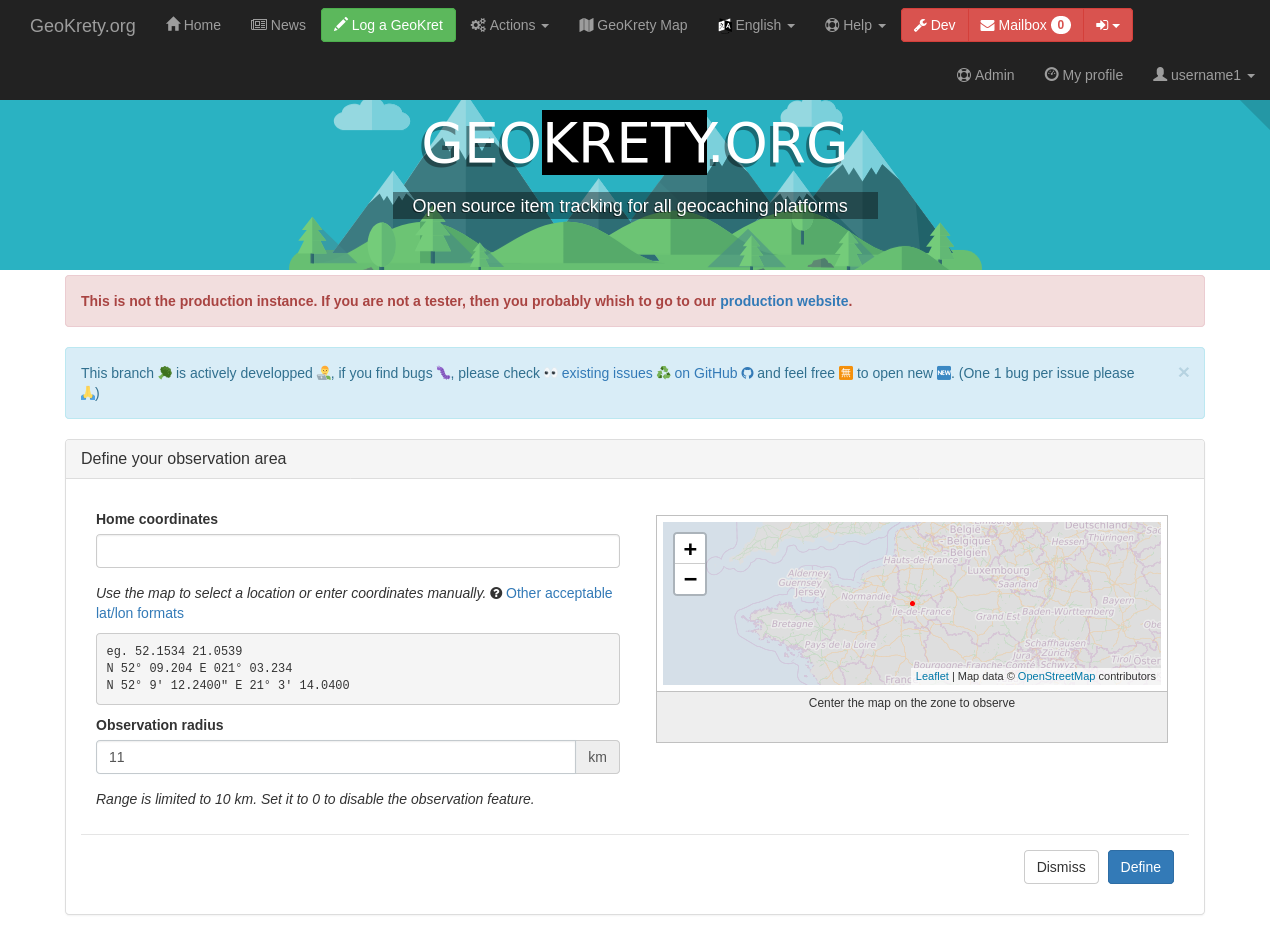 GeoKrety.org Home News Log a GeoKret Actions GeoKrety Map English Help Dev Mailbox 0
Admin My profile username1
GEOKRETY.ORG
Open source item tracking for all geocaching platforms
This is not the production instance. If you are not a tester, then you probably whish to go to our production website.
This branch 🌳 is actively developped 👨‍🔬, if you find bugs 🐛, please check 👀 existing issues ♻ on GitHub and feel free 🈚 to open new 🆕. (One 1 bug per issue please ×
🙏)
Define your observation area
Home coordinates
Use the map to select a location or enter coordinates manually. Other acceptable
lat/lon formats
eg. 52.1534 21.0539
N 52° 09.204 E 021° 03.234
N 52° 9' 12.2400" E 21° 3' 14.0400
Observation radius
11 km
Range is limited to 10 km. Set it to 0 to disable the observation feature.
+
−
Deutschland
België
Belgique
Belgien
Hessen
Thüringen
Hauts-de-France
Luxembourg
Alderney
Guernsey
Jersey
Saarland
Normandie
Île-de-France
Bayern
Grand Est
Baden-Württemberg
Bretagne
Pays de la Loire
Schaffhausen
Zürich
Tirol
Bourgogne-Franche-Comté
Schwyz
Leaflet | Map data © OpenStreetMap contributors
Center the map on the zone to observe
Dismiss Define